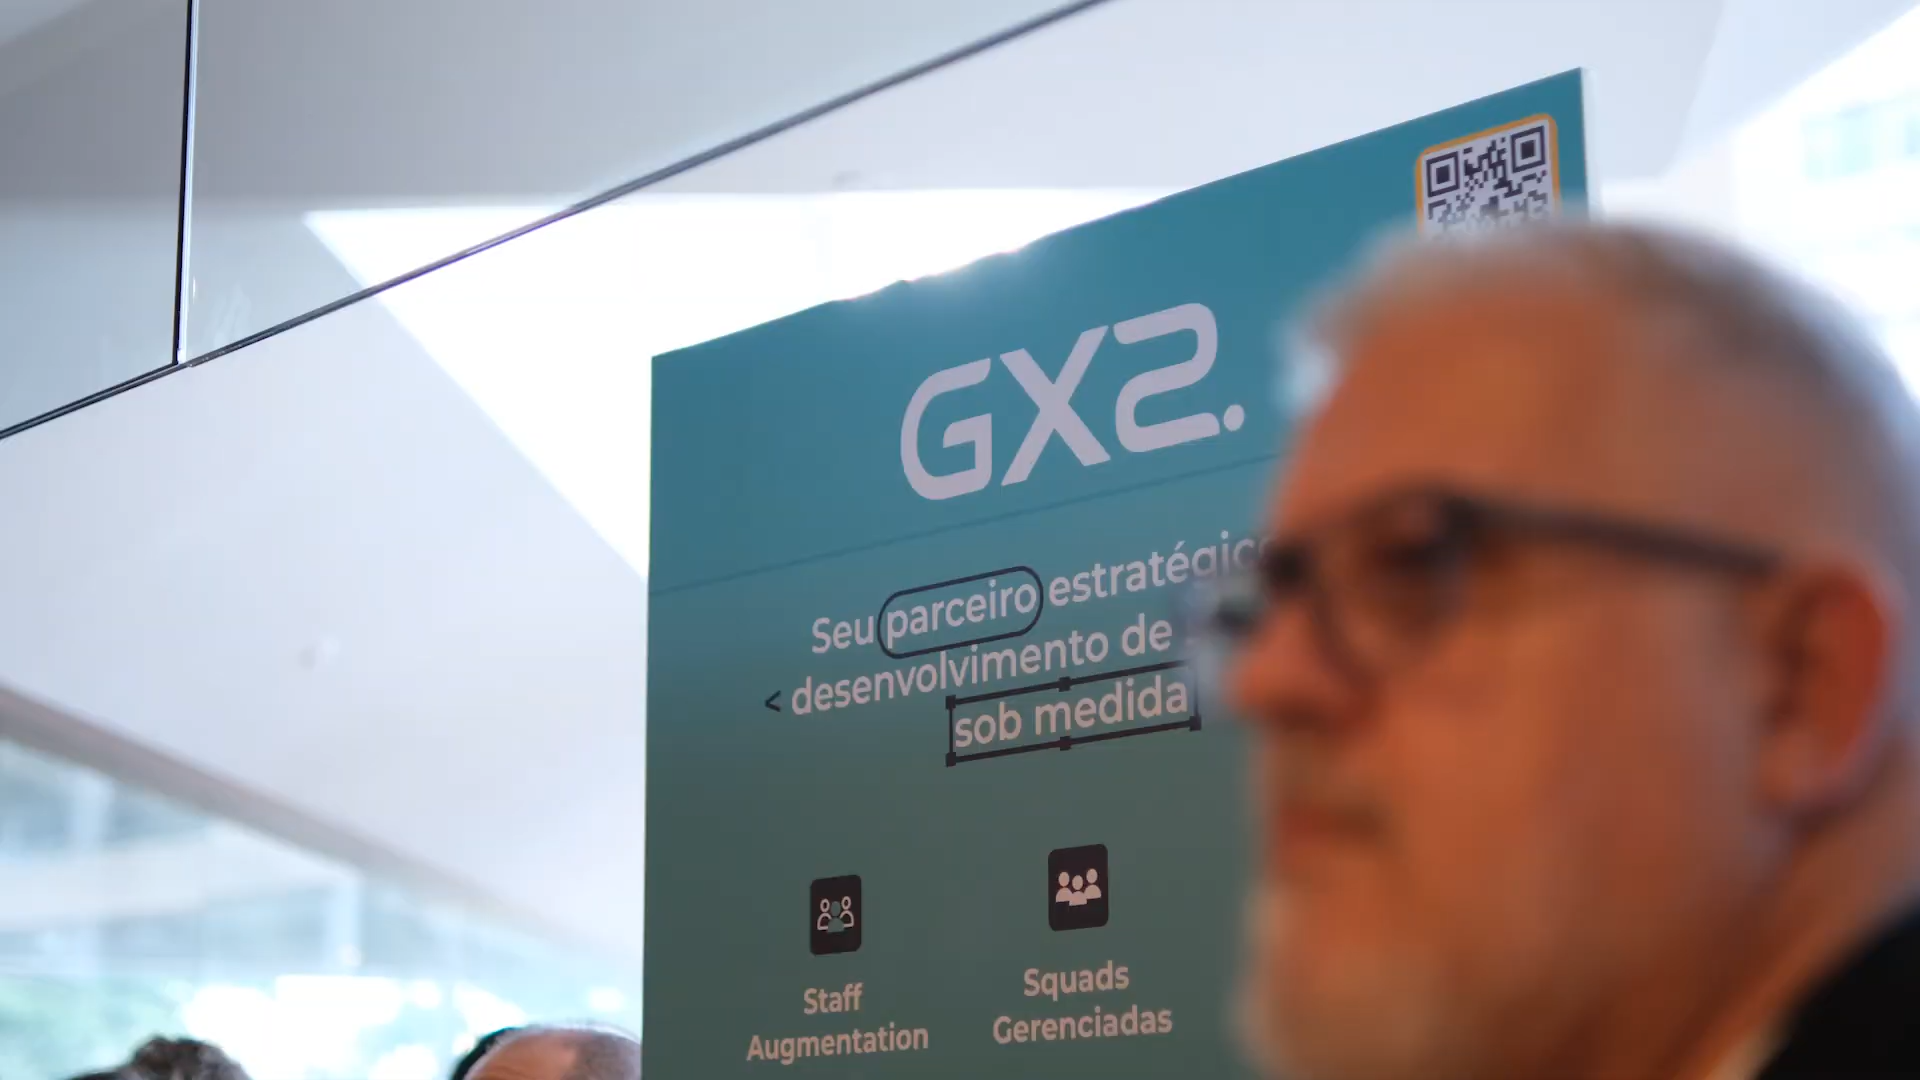 GX2.
Seu parceiro estratégico
< desenvolvimento de
sob medida
Staff
Augmentation
Squads
Gerenciadas